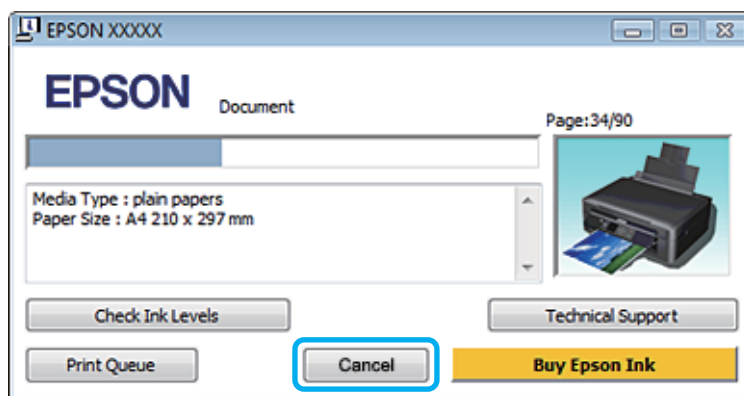 EPSON XXXXX
EPSON
Document
Page:34/90
Media Type : plain papers
Paper Size : A4 210 x 297 mm
Check Ink Levels
Technical Support
Print Queue
Cancel
Buy Epson Ink